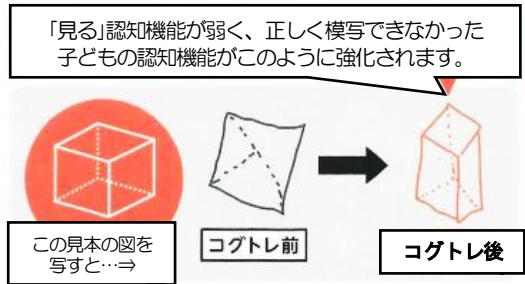 「見る」認知機能が弱く、正しく模写できなかった
子どもの認知機能がこのように強化されます。
この見本の図を
写すと…⇒
コグトレ前
コグトレ後